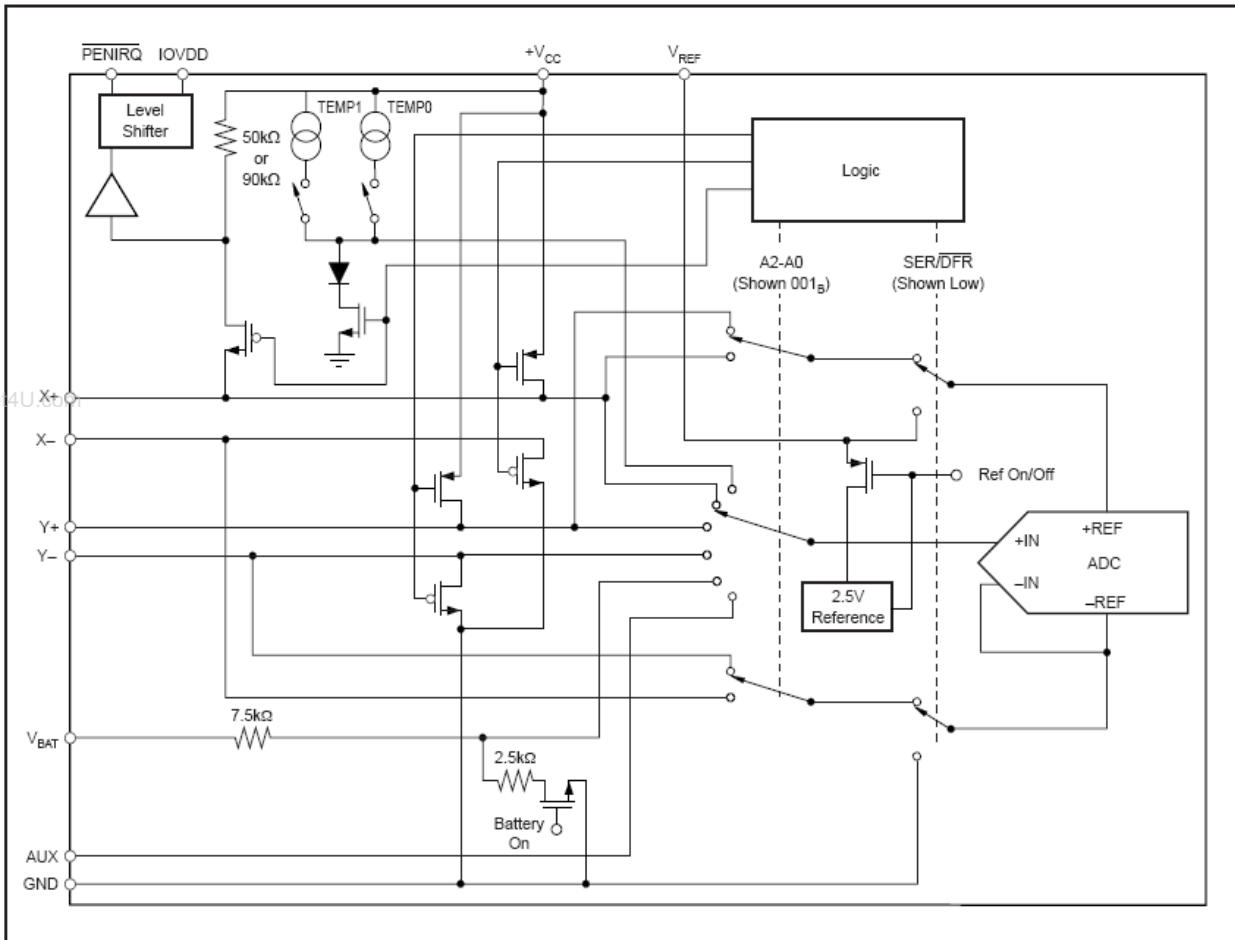 PENIRQ IOVDD +VCC VREF
Level
Shifter
50kΩ
or
90kΩ
TEMP1 TEMP0
Logic
A2-A0
(Shown 001B)
SER/DFR
(Shown Low)
X+
X–
Y+
Y–
Ref On/Off
+REF
+IN
ADC
–IN
–REF
2.5V
Reference
7.5kΩ
VBAT
2.5kΩ
Battery
On
AUX
GND